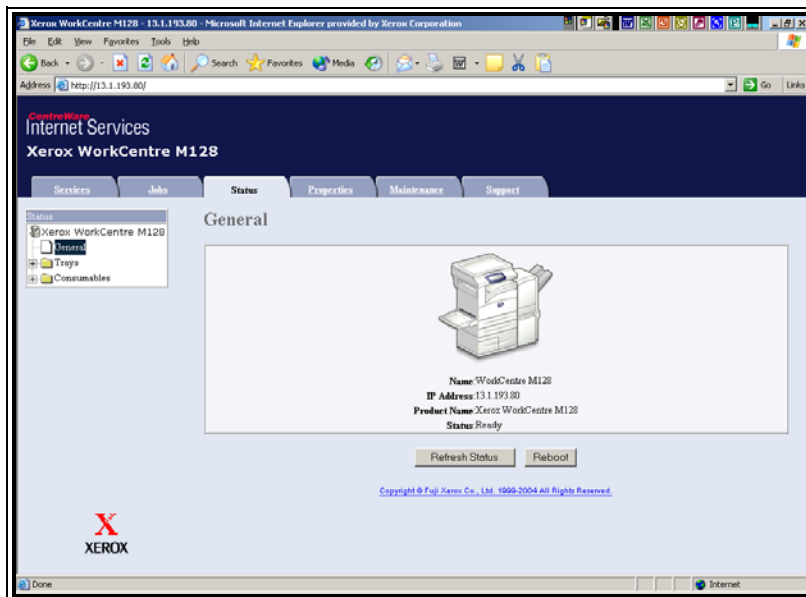 Xerox WorkCentre M128 - 13.1.193.80 - Microsoft Internet Explorer provided by Xerox Corporation
File Edit View Favorites Tools Help
Back Search Favorites Media
Address http://13.1.193.80/ Go Links
CentreWare
Internet Services
Xerox WorkCentre M128
Services Jobs Status Properties Maintenance Support
Status
Xerox WorkCentre M128
General
Trays
Consumables
General
Name: WorkCentre M128
IP Address: 13.1.193.80
Product Name: Xerox WorkCentre M128
Status: Ready
Refresh Status Reboot
Copyright © Fuji Xerox Co., Ltd. 1999-2004 All Rights Reserved.
X
XEROX
Done Internet